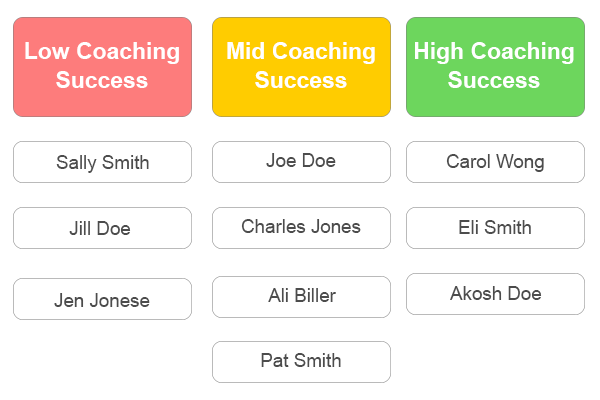 Low Coaching
Success
Mid Coaching
Success
High Coaching
Success
Sally Smith
Joe Doe
Carol Wong
Jill Doe
Charles Jones
Eli Smith
Jen Jonese
Ali Biller
Akosh Doe
Pat Smith